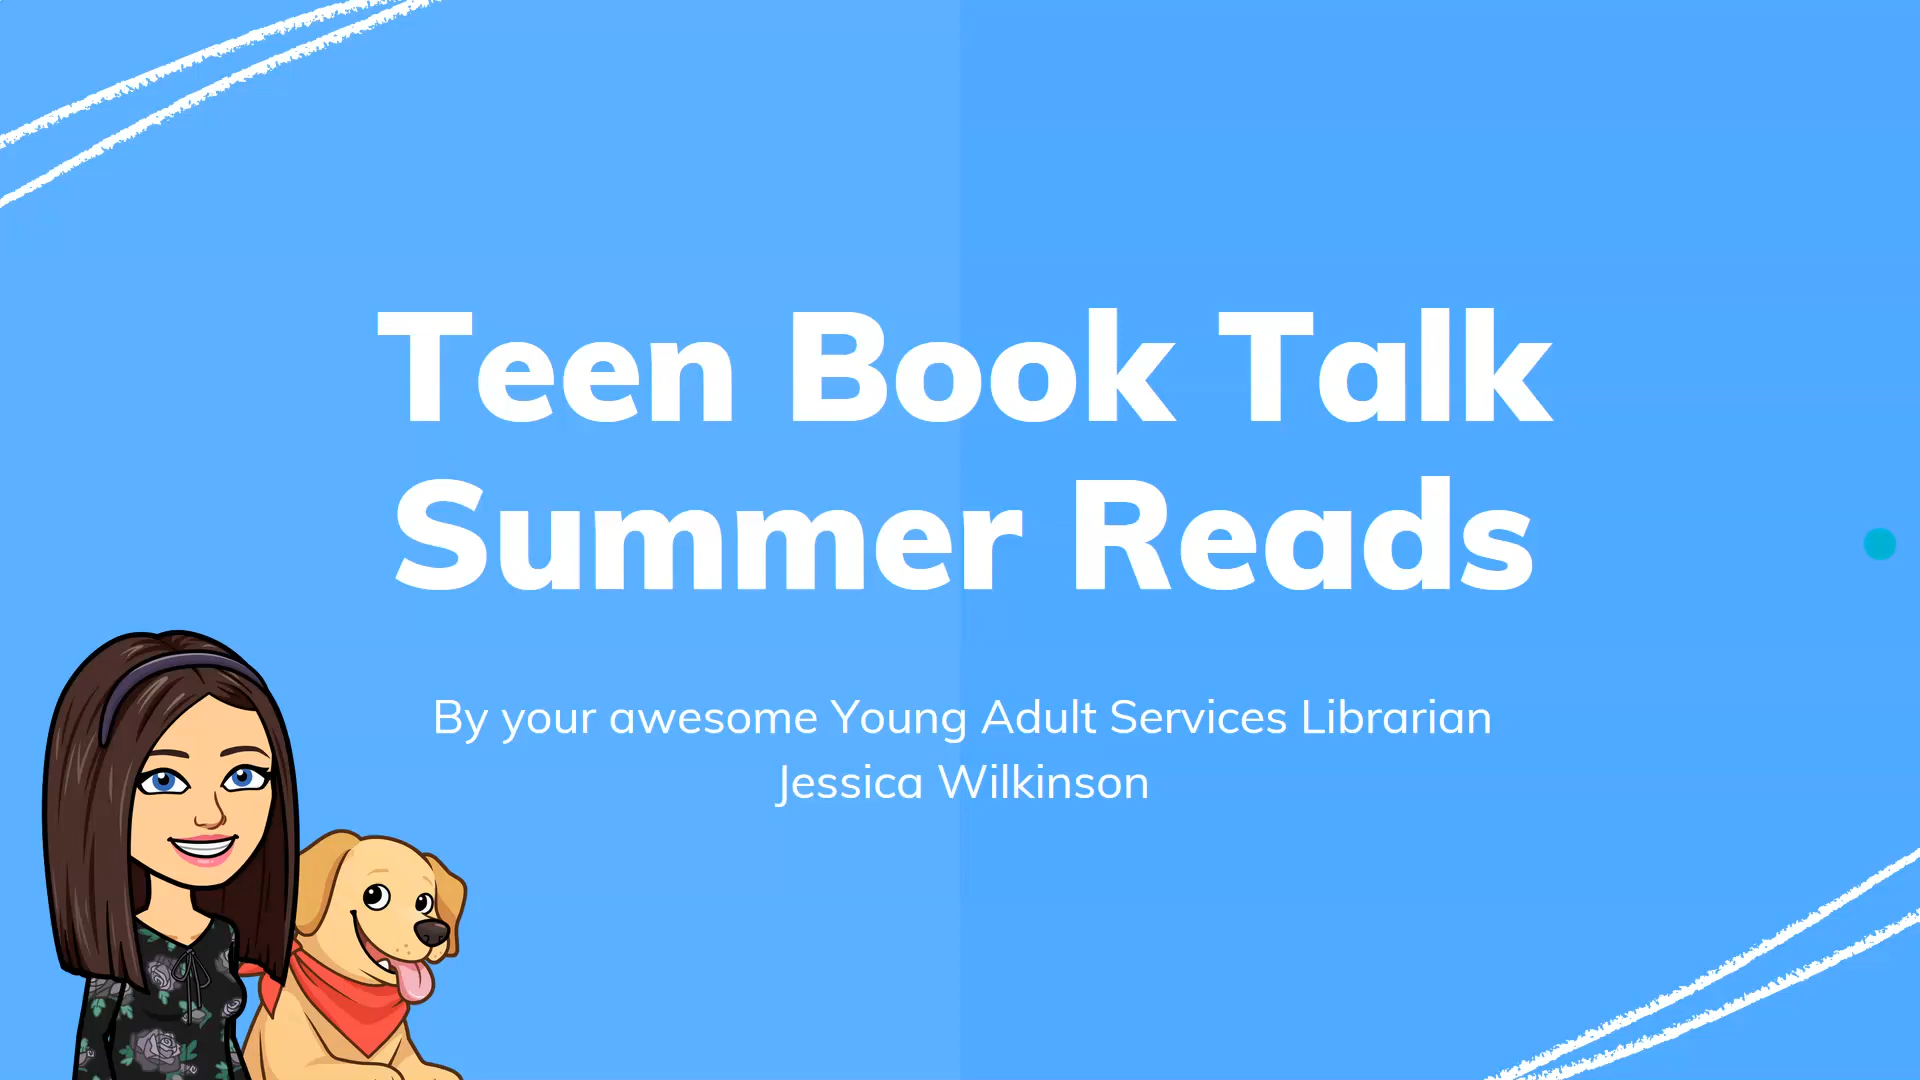 Teen Book Talk
Summer Reads
By your awesome Young Adult Services Librarian
Jessica Wilkinson